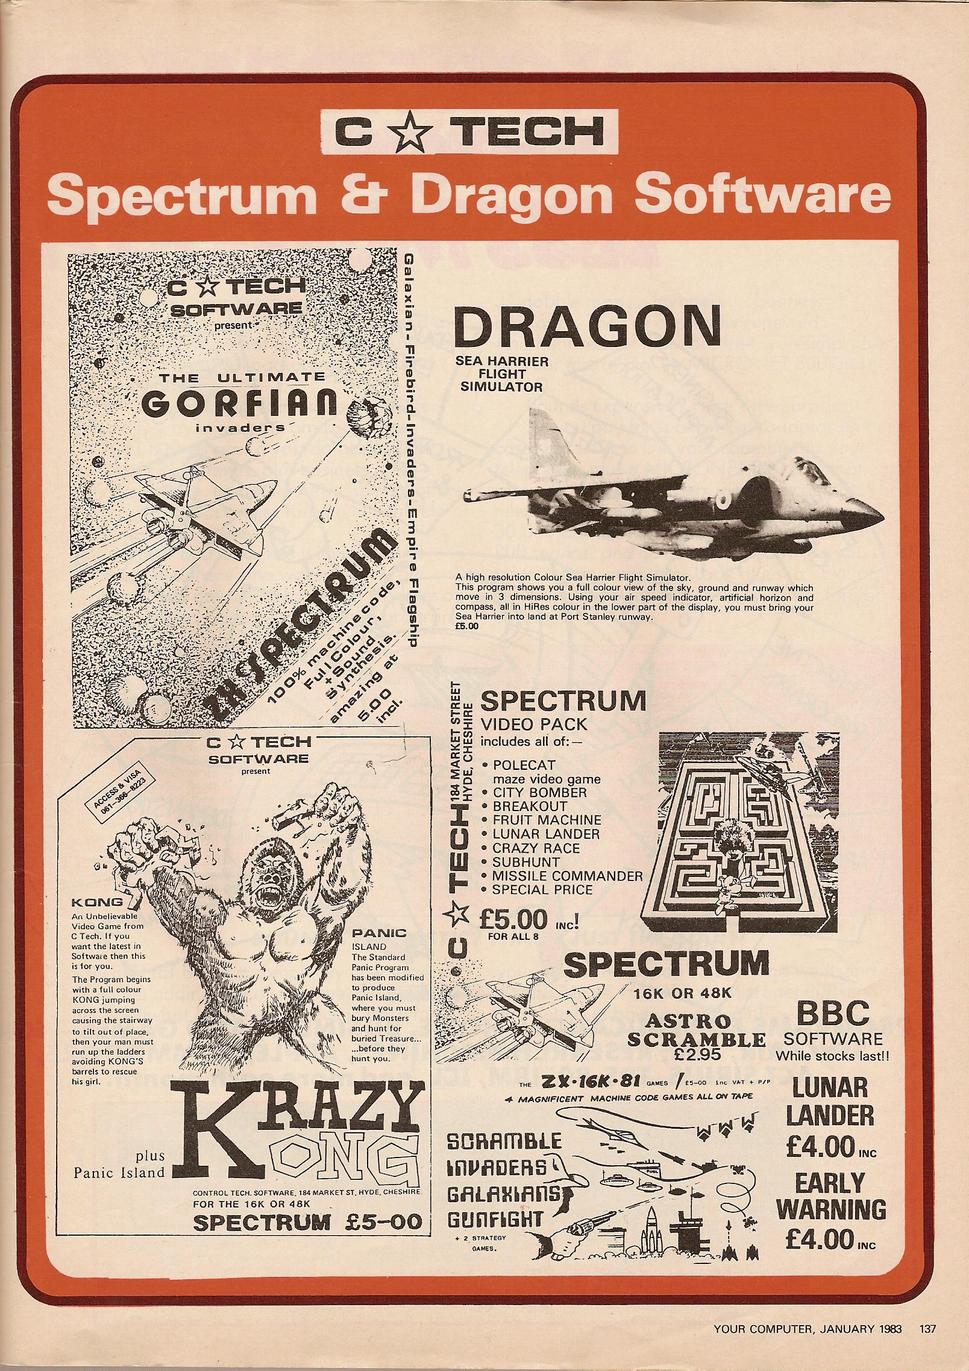 C ☆ TECH
Spectrum & Dragon Software
C ☆ TECH
SOFTWARE
present
THE ULTIMATE
GORFIAN
invaders
ZX SPECTRUM
100% machine code,
Full Colour,
+ Sound
Synthesis.
amazing at
5.00
incl.
Galaxian - Firebird - Invaders - Empire Flagship
DRAGON
SEA HARRIER
FLIGHT
SIMULATOR
A high resolution Colour Sea Harrier Flight Simulator.
This program shows you a full colour view of the sky, ground and runway which
move in 3 dimensions. Using your air speed indicator, artificial horizon and
compass, all in HiRes colour in the lower part of the display, you must bring your
Sea Harrier into land at Port Stanley runway.
£5.00
C ☆ TECH
SOFTWARE
present
ACCESS & VISA
061-366-8223
KONG
An Unbelievable
Video Game from
C Tech. If you
want the latest in
Software then this
is for you.
The Program begins
with a full colour
KONG jumping
across the screen
causing the stairway
to tilt out of place,
then your man must
run up the ladders
avoiding KONG'S
barrels to rescue
his girl.
PANIC
ISLAND
The Standard
Panic Program
has been modified
to produce
Panic Island,
where you must
bury Monsters
and hunt for
buried Treasure...
...before they
hunt you.
KRAZY
KONG
plus
Panic Island
CONTROL TECH. SOFTWARE, 184 MARKET ST, HYDE, CHESHIRE
FOR THE 16K OR 48K
SPECTRUM £5-00
• C ☆ TECH 184 MARKET STREET
HYDE, CHESHIRE
SPECTRUM
VIDEO PACK
includes all of:—
• POLECAT
maze video game
• CITY BOMBER
• BREAKOUT
• FRUIT MACHINE
• LUNAR LANDER
• CRAZY RACE
• SUBHUNT
• MISSILE COMMANDER
• SPECIAL PRICE
£5.00 INC!
FOR ALL 8
SPECTRUM
16K OR 48K
ASTRO
SCRAMBLE
£2.95
THE ZX·16K·81 GAMES / £5-00 Inc VAT + P/P
4 MAGNIFICENT MACHINE CODE GAMES ALL ON TAPE
SCRAMBLE
INVADERS
GALAXIANS
GUNFIGHT
+ 2 STRATEGY
GAMES.
FUEL
BBC
SOFTWARE
While stocks last!!
LUNAR
LANDER
£4.00 INC
EARLY
WARNING
£4.00 INC
YOUR COMPUTER, JANUARY 1983 137